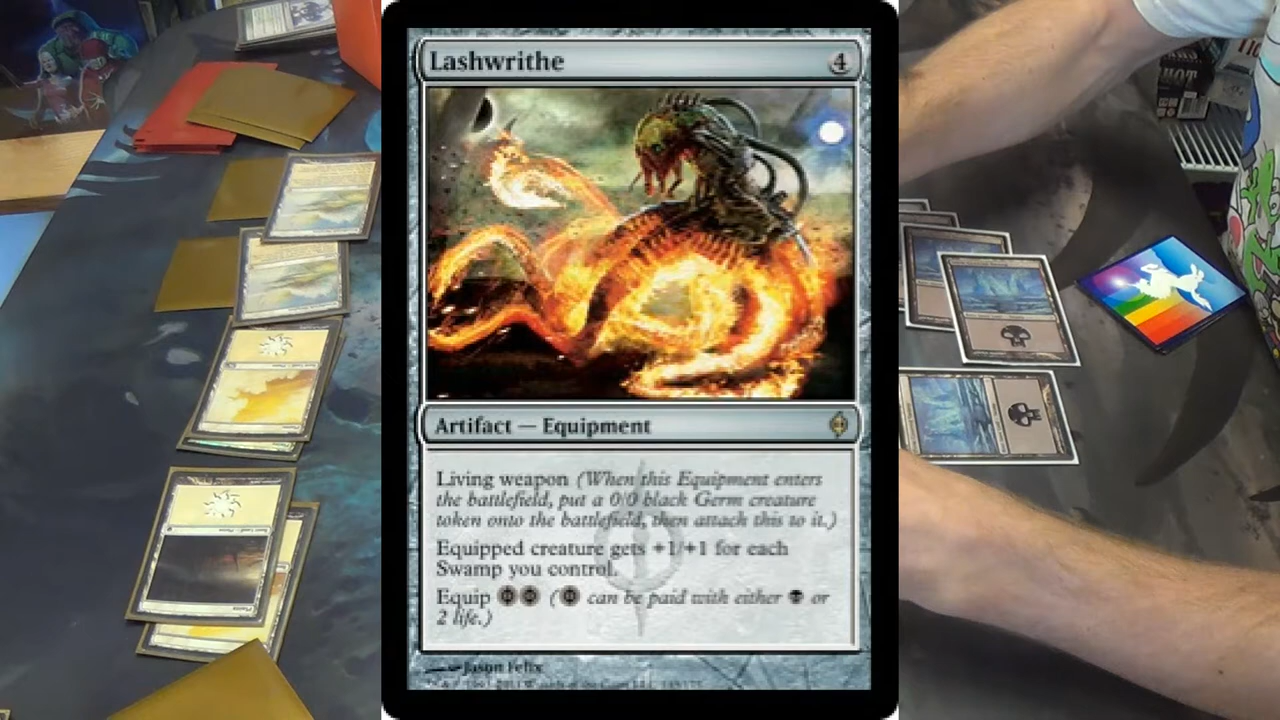 Lashwrithe 4
Artifact — Equipment
Living weapon (When this Equipment enters
the battlefield, put a 0/0 black Germ creature
token onto the battlefield, then attach this to it.)
Equipped creature gets +1/+1 for each
Swamp you control.
Equip (can be paid with either or
2 life.)
Jason Felix
HOT